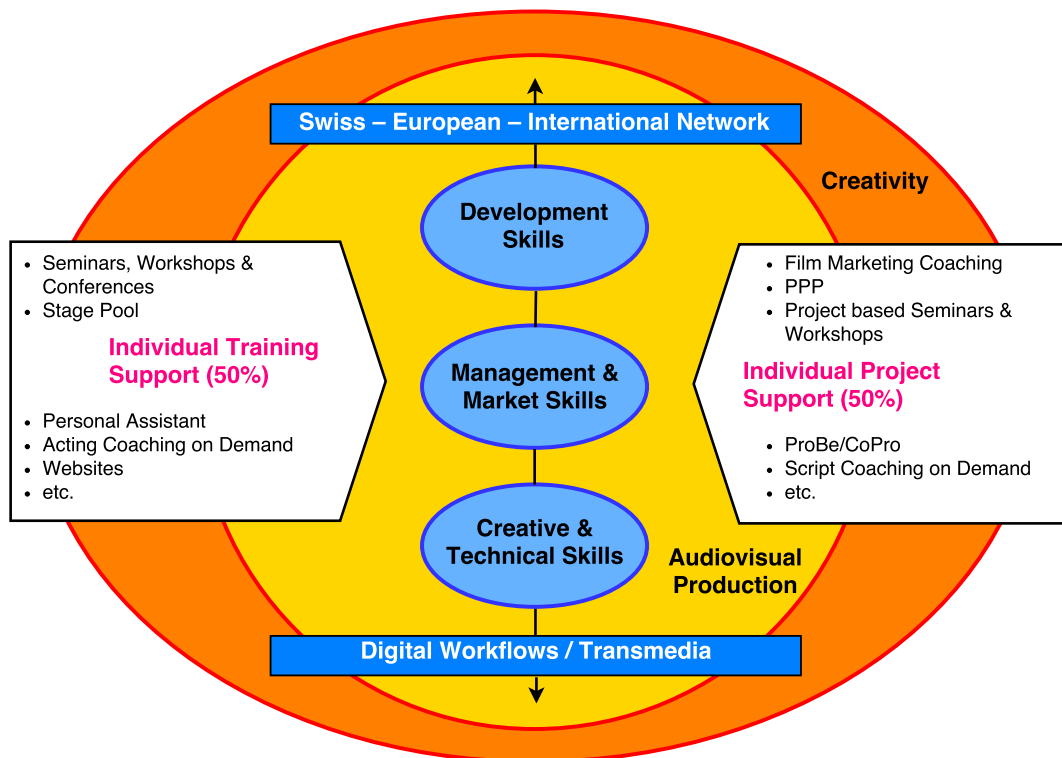 Swiss – European – International Network
Creativity
Development
Skills
• Seminars, Workshops &
Conferences
• Stage Pool
Individual Training
Support (50%)
• Personal Assistant
• Acting Coaching on Demand
• Websites
• etc.
Management &
Market Skills
• Film Marketing Coaching
• PPP
• Project based Seminars &
Workshops
Individual Project
Support (50%)
• ProBe/CoPro
• Script Coaching on Demand
• etc.
Creative &
Technical Skills
Audiovisual
Production
Digital Workflows / Transmedia